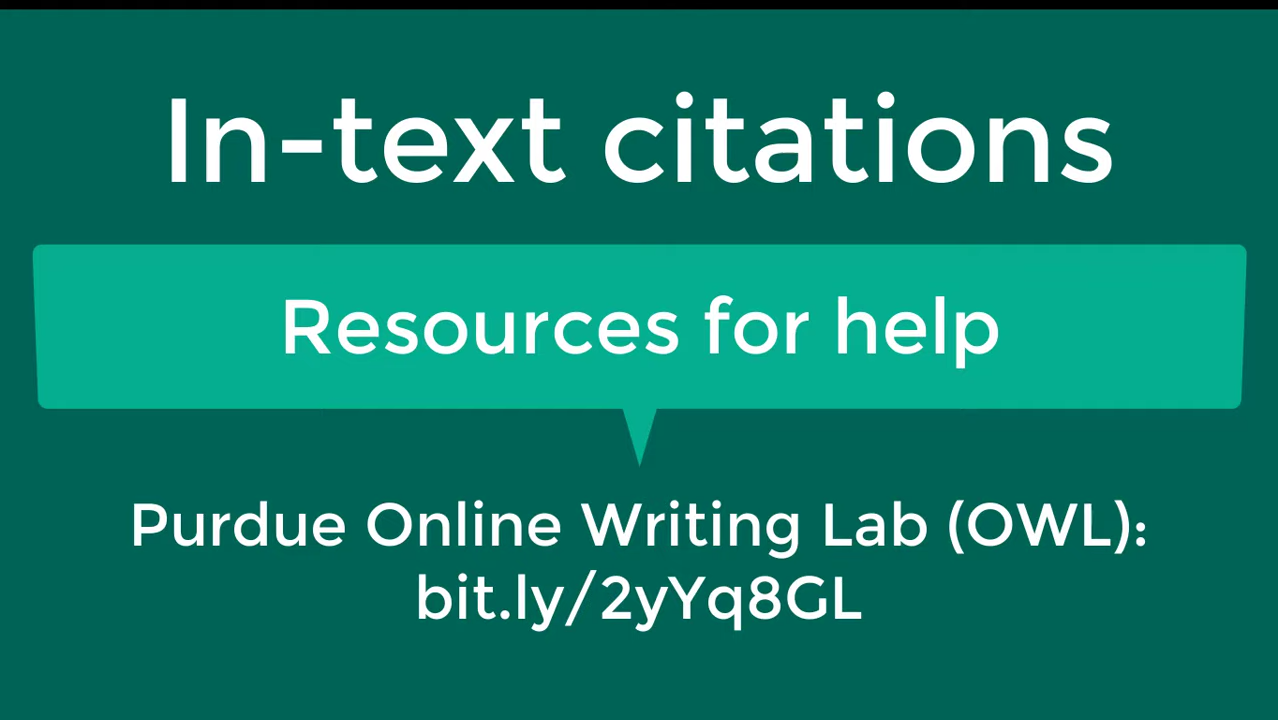 In-text citations
Resources for help
Purdue Online Writing Lab (OWL):
bit.ly/2yYq8GL